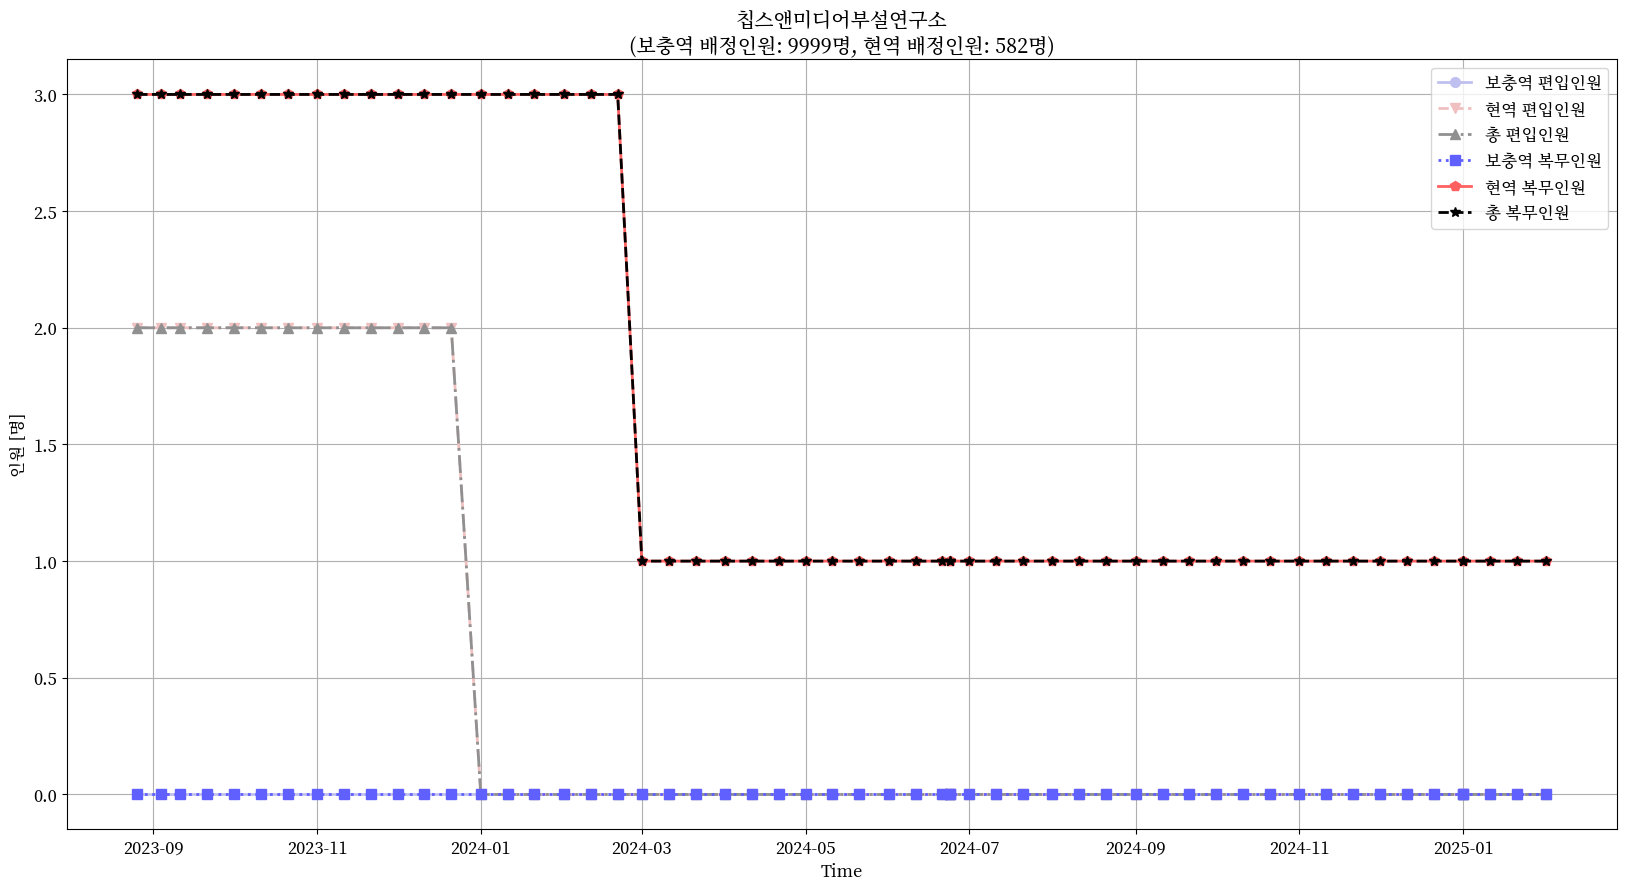 칩스앤미디어부설연구소
(보충역 배정인원: 9999명, 현역 배정인원: 582명)
보충역 편입인원
현역 편입인원
총 편입인원
보충역 복무인원
현역 복무인원
총 복무인원
인원 [명]
3.0
2.5
2.0
1.5
1.0
0.5
0.0
2023-09 2023-11 2024-01 2024-03 2024-05 2024-07 2024-09 2024-11 2025-01
Time